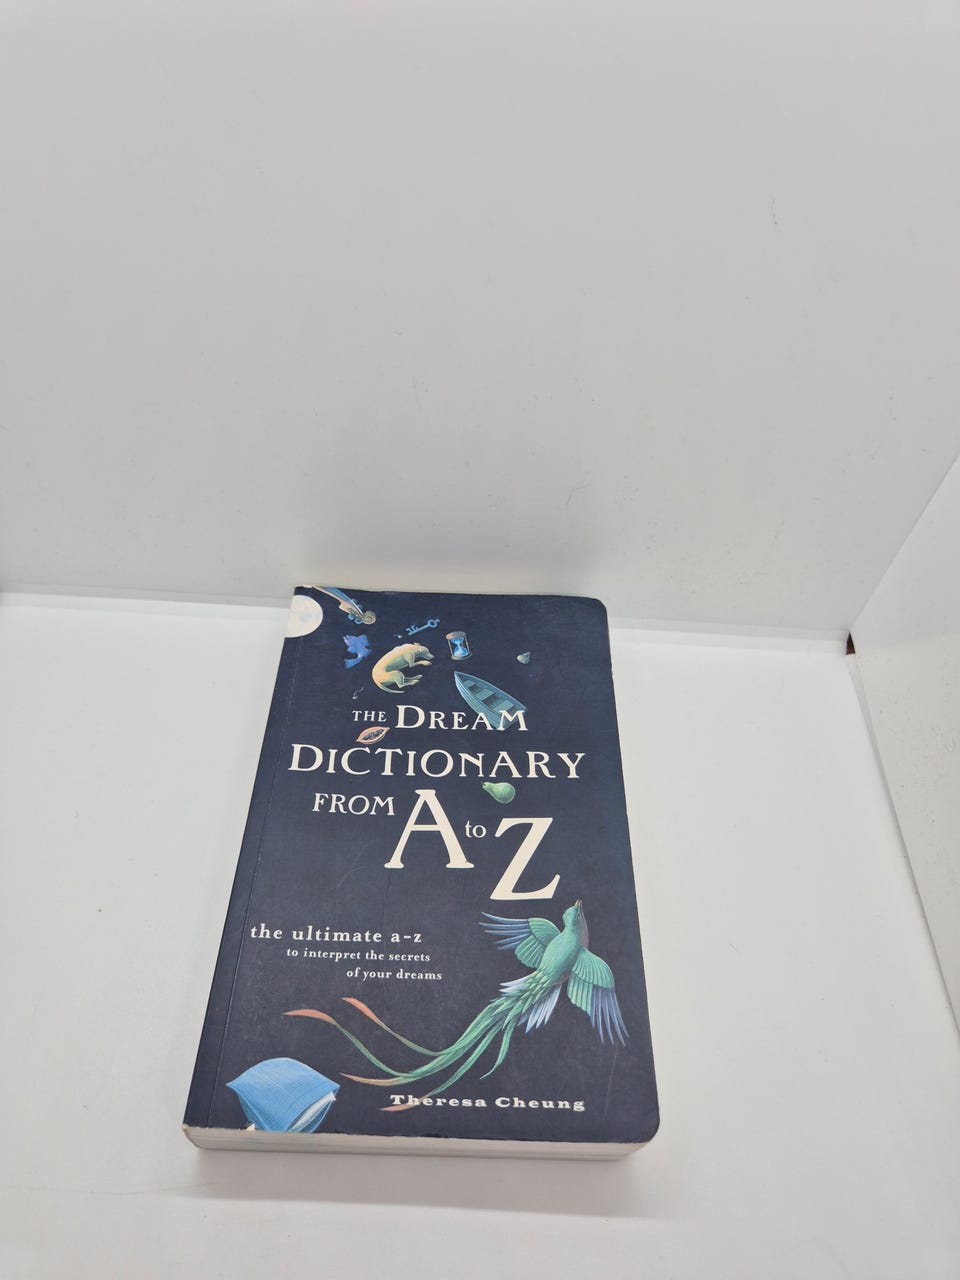 THE DREAM
DICTIONARY
FROM A to Z
the ultimate a-z
to interpret the secrets
of your dreams
Theresa Cheung